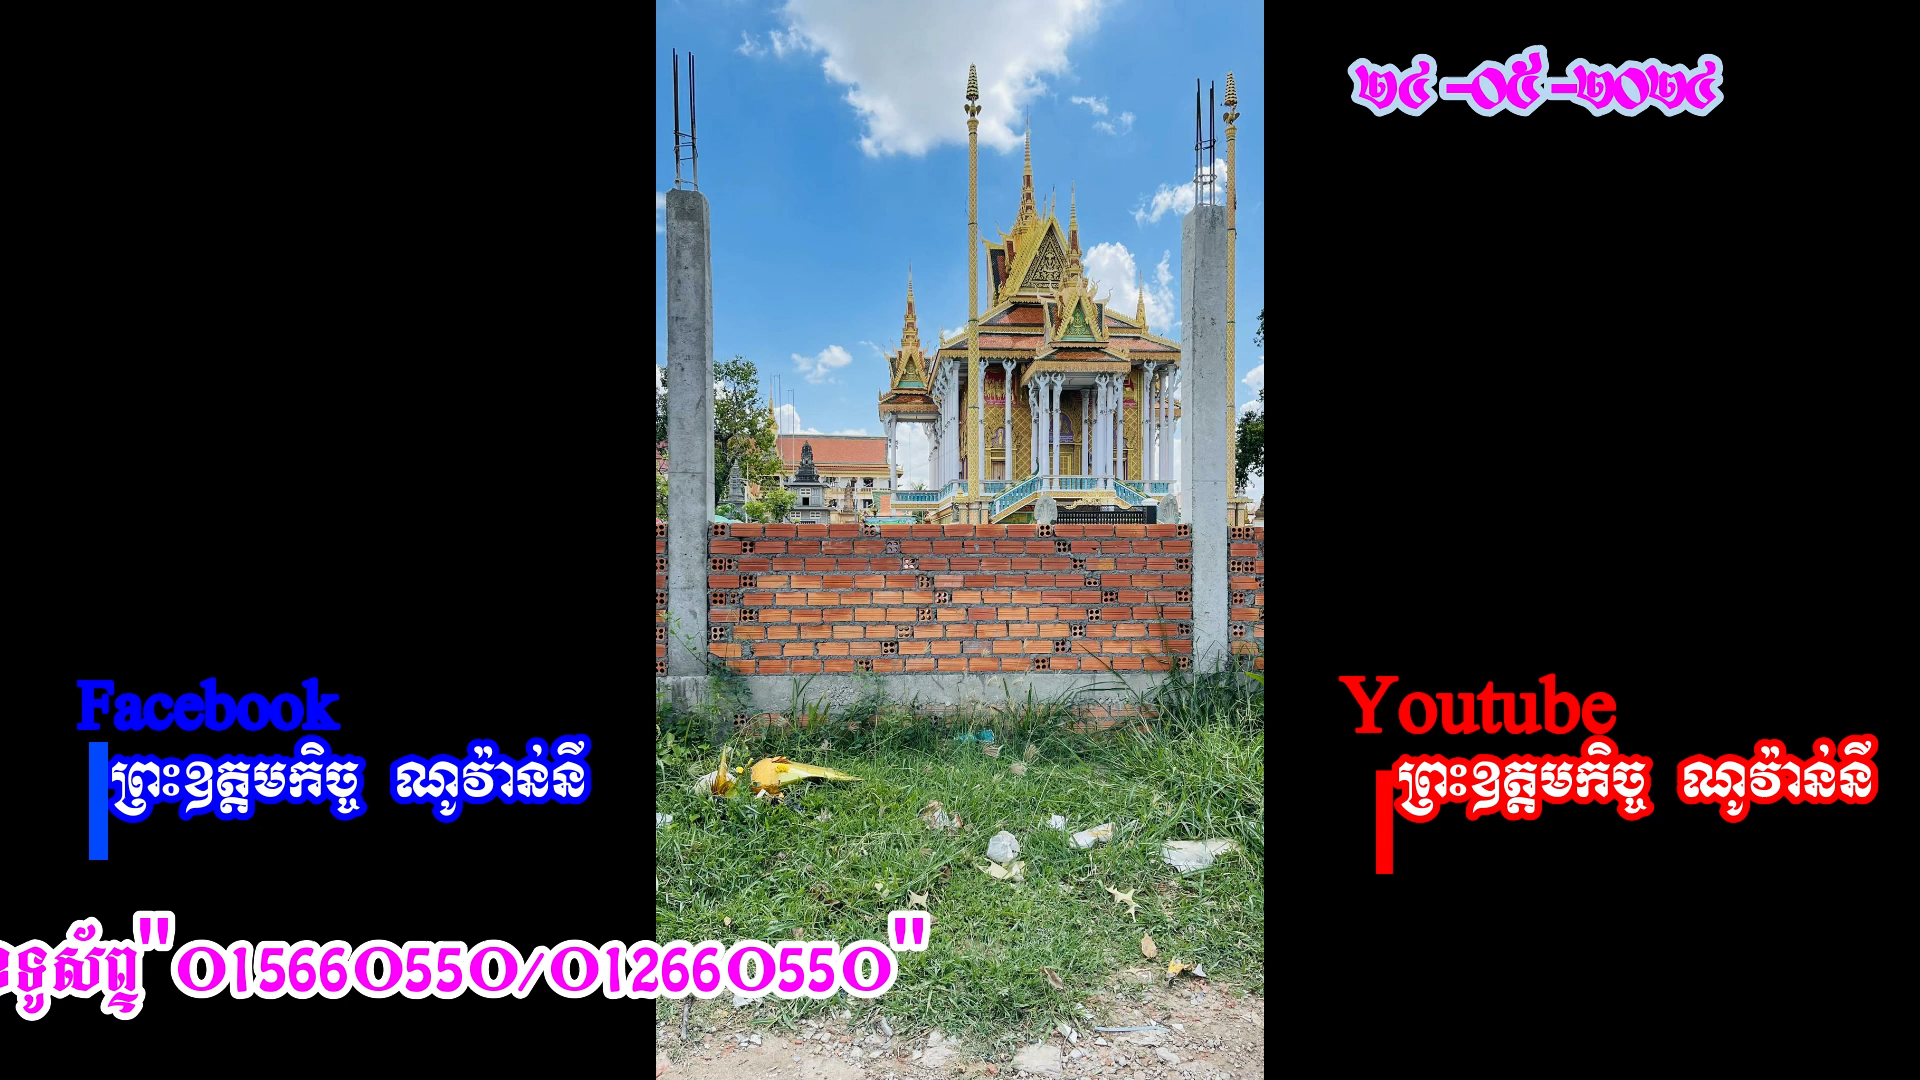 ២៤-០៥-២០២៤
Facebook
ព្រះឧត្តមកិច្ច ណូវ៉ាន់នី
Youtube
ព្រះឧត្តមកិច្ច ណូវ៉ាន់នី
ទូស័ព្ទ"015660550/012660550"